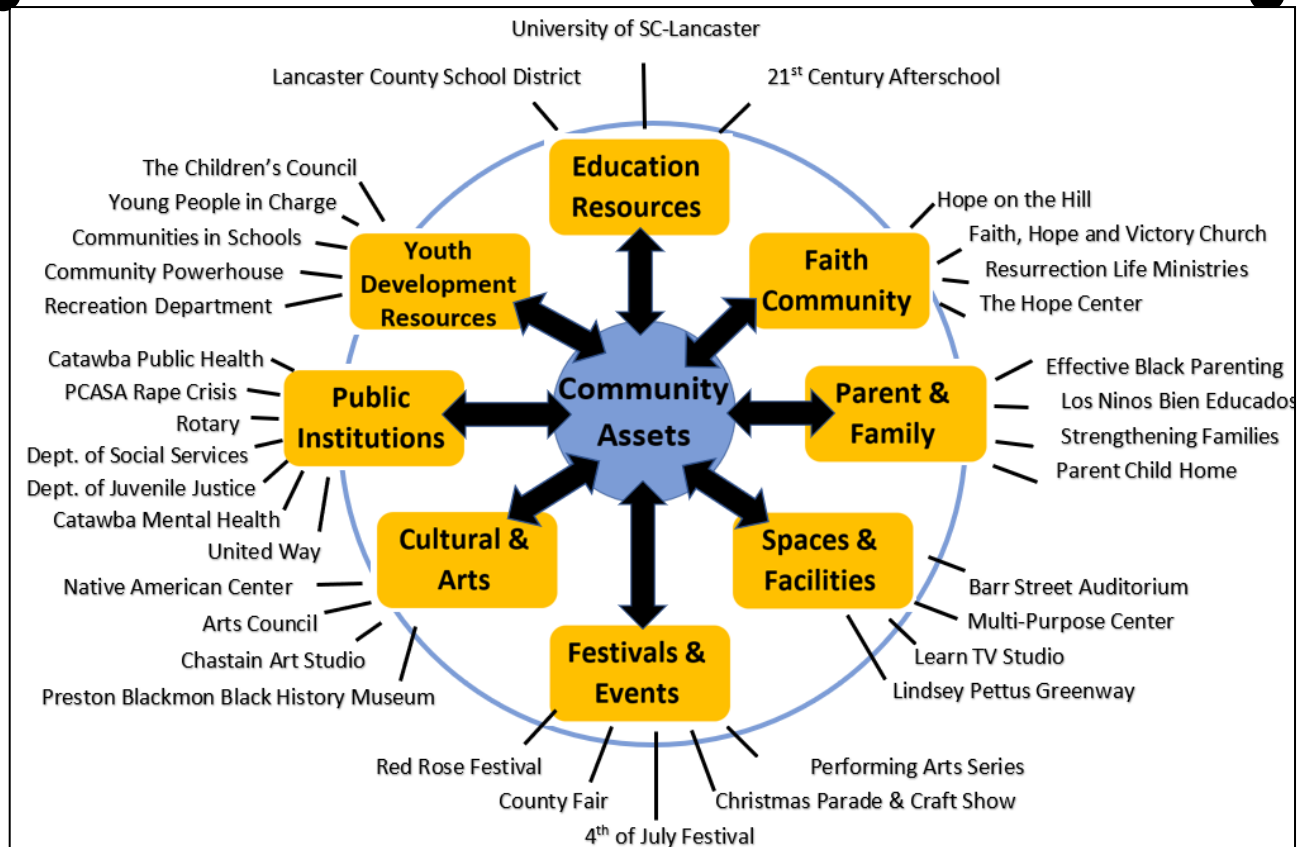 University of SC-Lancaster
Lancaster County School District
21st Century Afterschool
Education
Resources
The Children's Council
Young People in Charge
Communities in Schools
Community Powerhouse
Recreation Department
Youth
Development
Resources
Hope on the Hill
Faith, Hope and Victory Church
Resurrection Life Ministries
The Hope Center
Faith
Community
Catawba Public Health
PCASA Rape Crisis
Rotary
Dept. of Social Services
Dept. of Juvenile Justice
Catawba Mental Health
United Way
Public
Institutions
Community
Assets
Parent &
Family
Effective Black Parenting
Los Ninos Bien Educados
Strengthening Families
Parent Child Home
Cultural &
Arts
Native American Center
Arts Council
Chastain Art Studio
Preston Blackmon Black History Museum
Spaces &
Facilities
Barr Street Auditorium
Multi-Purpose Center
Learn TV Studio
Lindsey Pettus Greenway
Festivals &
Events
Red Rose Festival
County Fair
4th of July Festival
Performing Arts Series
Christmas Parade & Craft Show